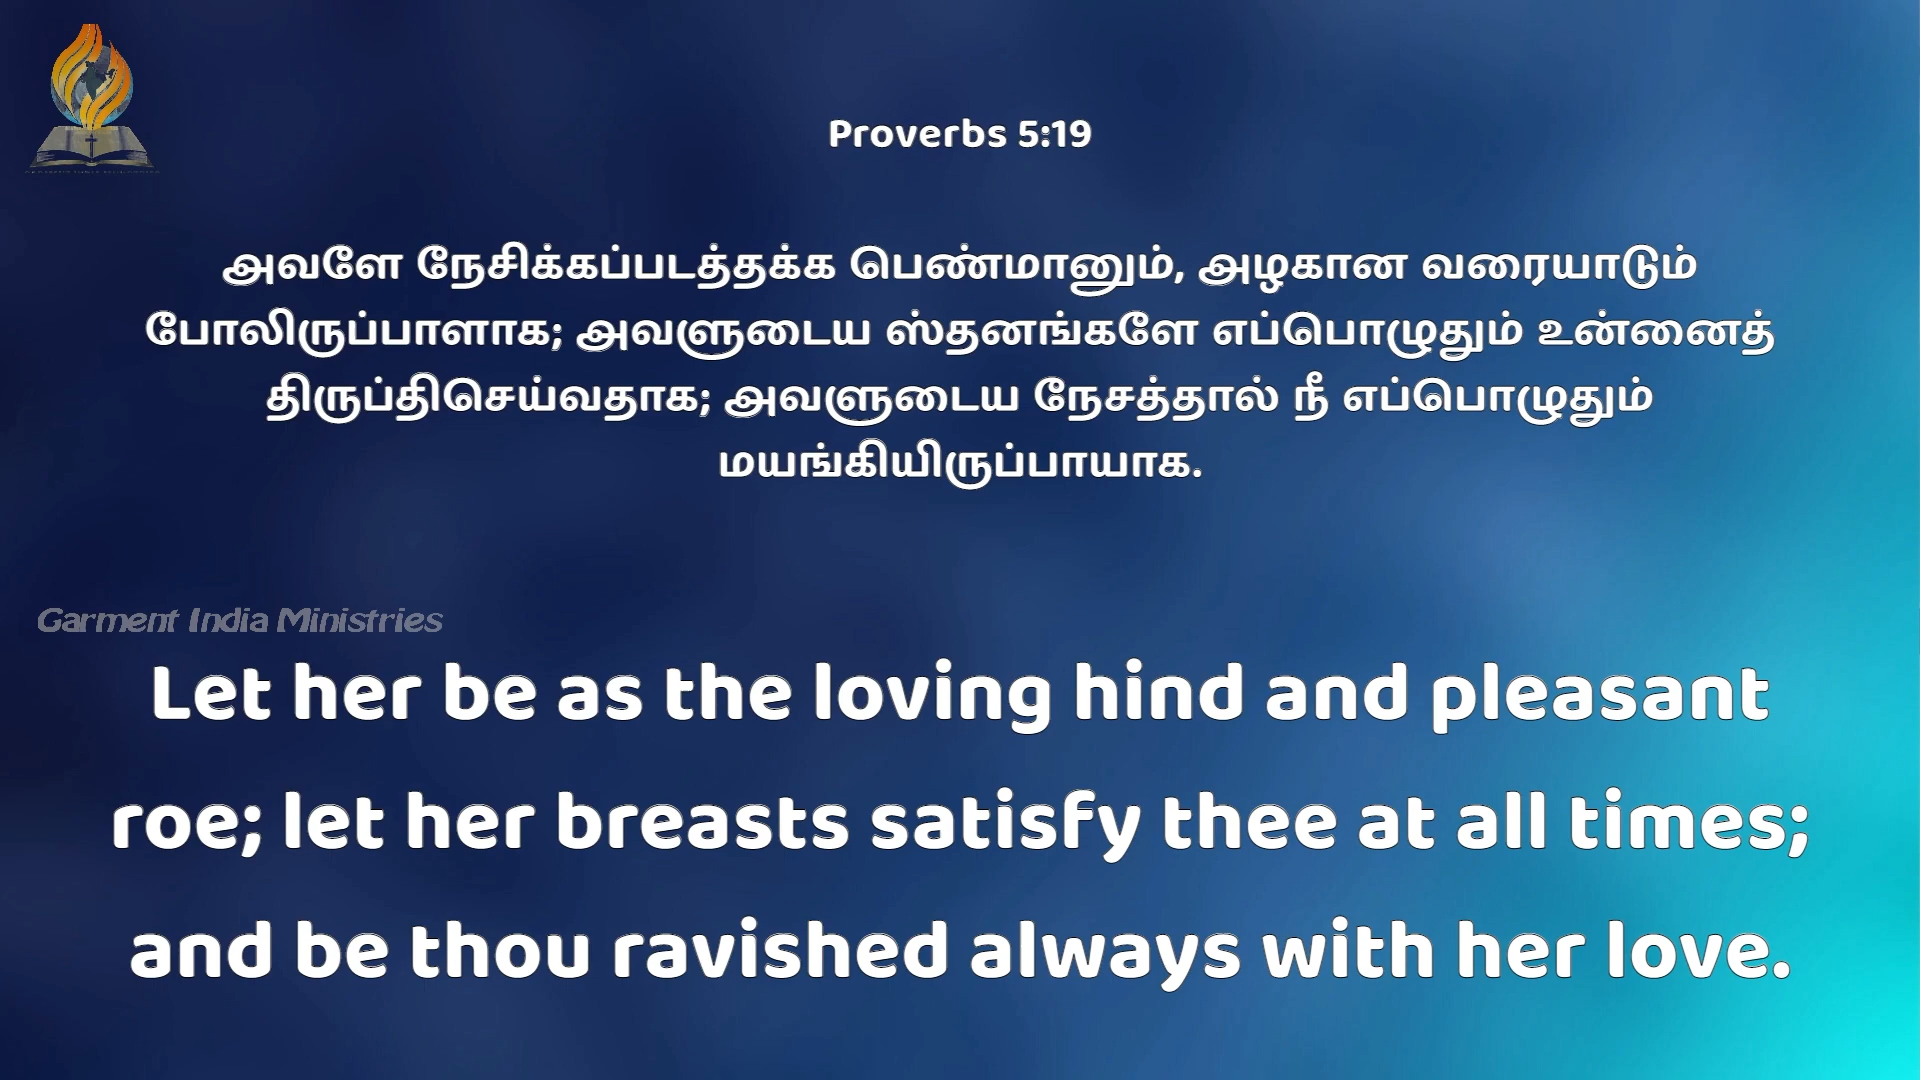 Proverbs 5:19
அவளே நேசிக்கப்படத்தக்க பெண்மானும், அழகான வரையாடும்
போலிருப்பாளாக; அவளுடைய ஸ்தனங்களே எப்பொழுதும் உன்னைத்
திருப்திசெய்வதாக; அவளுடைய நேசத்தால் நீ எப்பொழுதும்
மயங்கியிருப்பாயாக.
Garment India Ministries
Let her be as the loving hind and pleasant
roe; let her breasts satisfy thee at all times;
and be thou ravished always with her love.